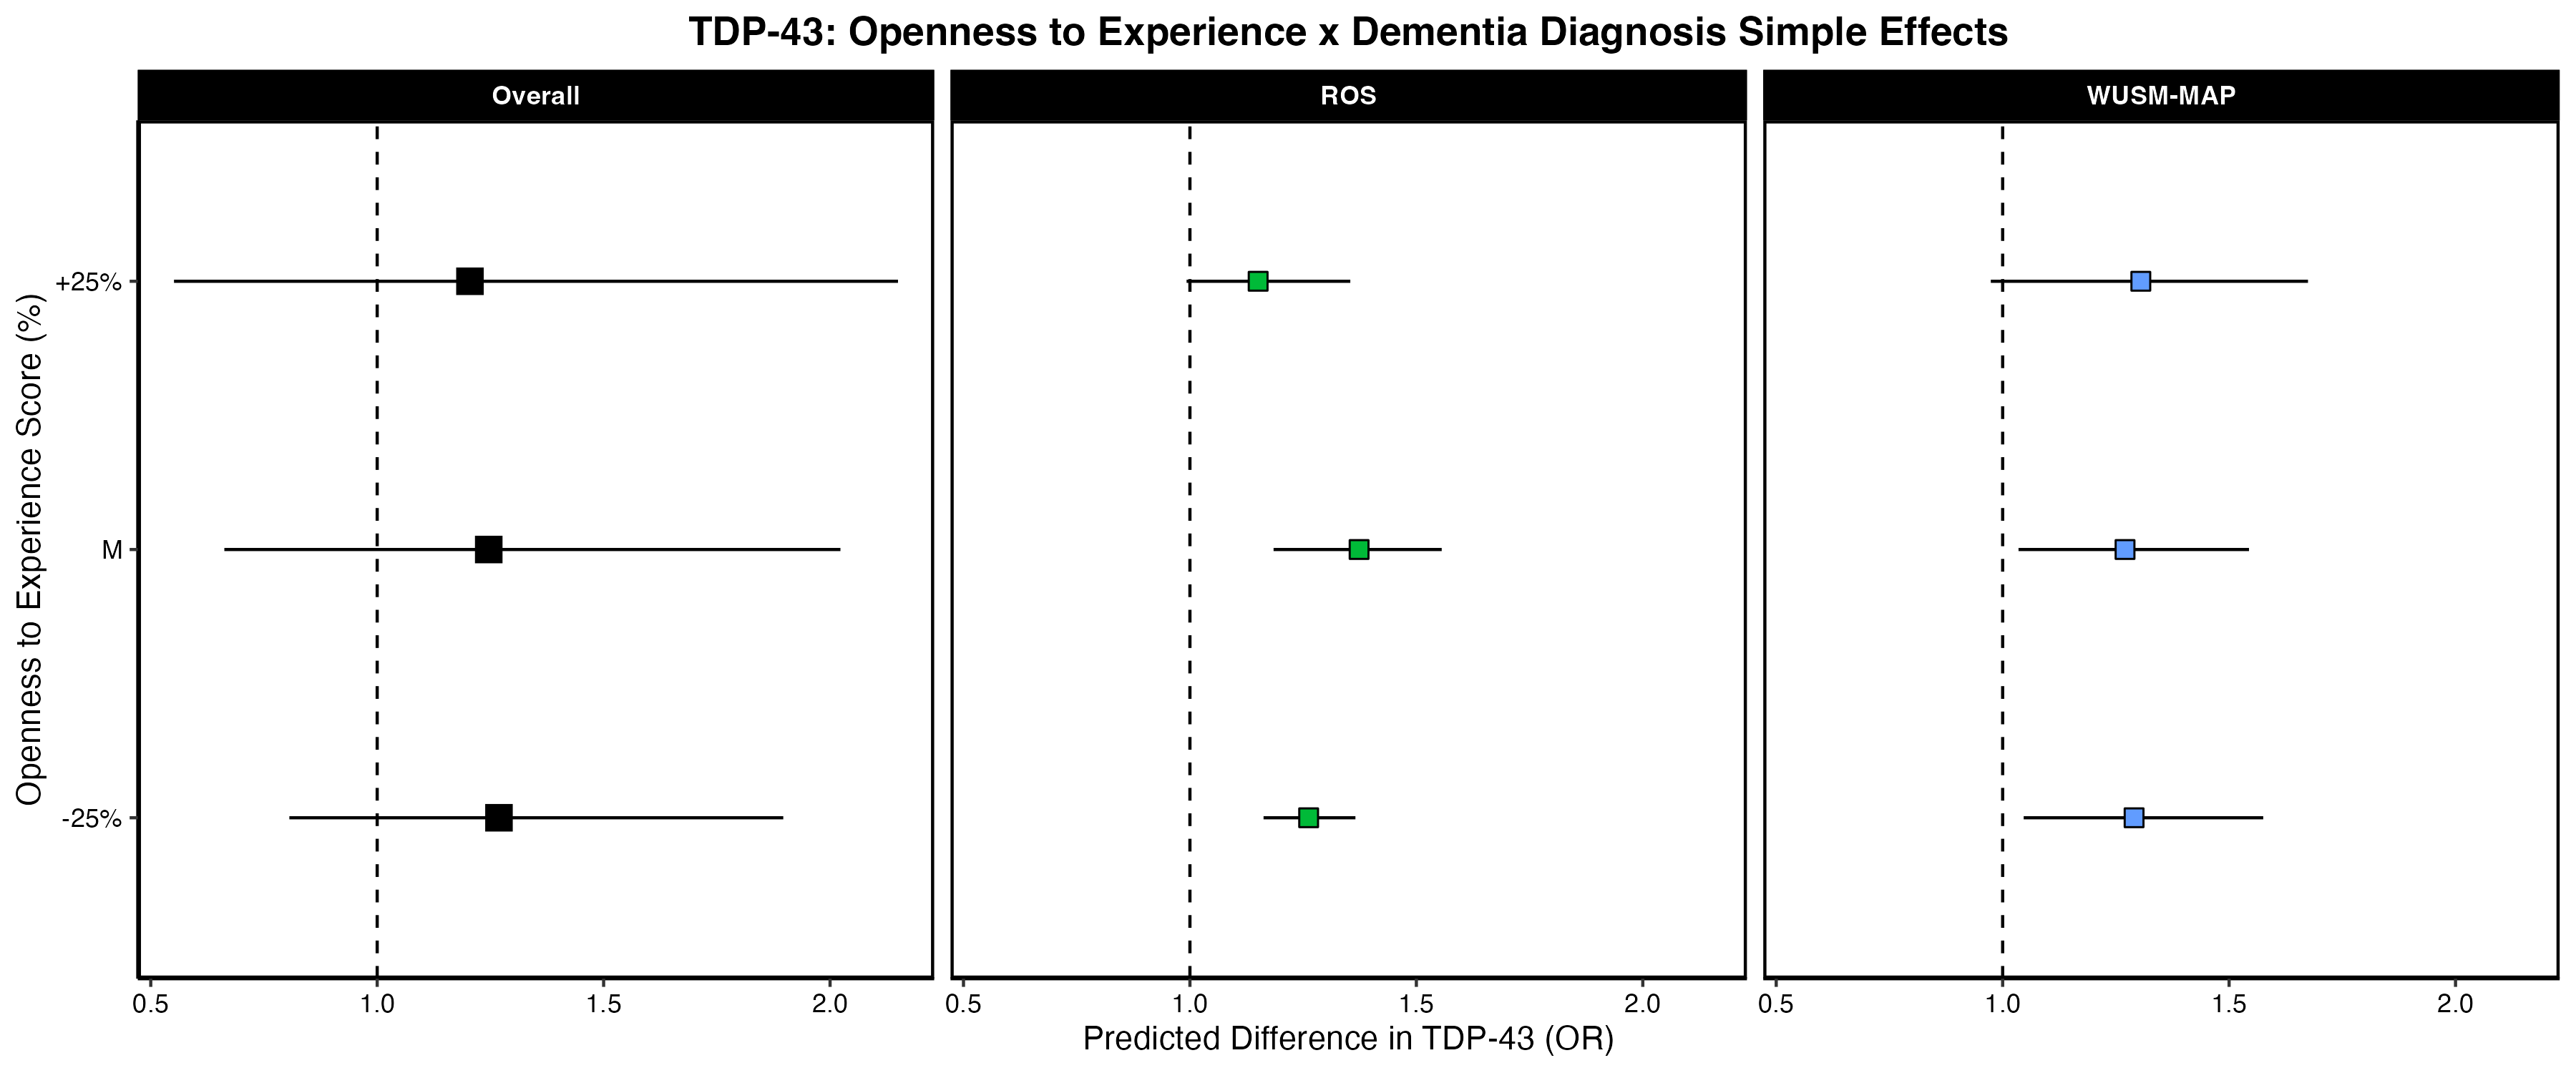 TDP-43: Openness to Experience x Dementia Diagnosis Simple Effects
Overall
ROS
WUSM-MAP
Openness to Experience Score (%)
+25%
M
-25%
0.5 1.0 1.5 2.0
0.5 1.0 1.5 2.0
0.5 1.0 1.5 2.0
Predicted Difference in TDP-43 (OR)